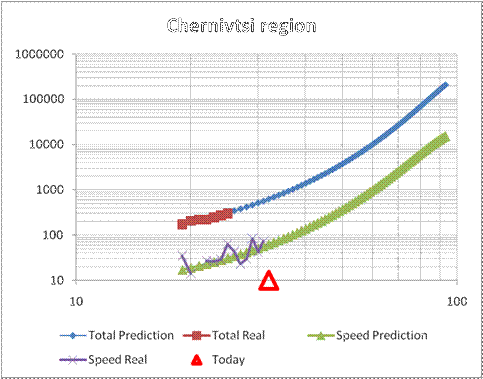 Chernivtsi region
1000000
100000
10000
1000
100
10
10 100
Total Prediction Total Real Speed Prediction
Speed Real Today